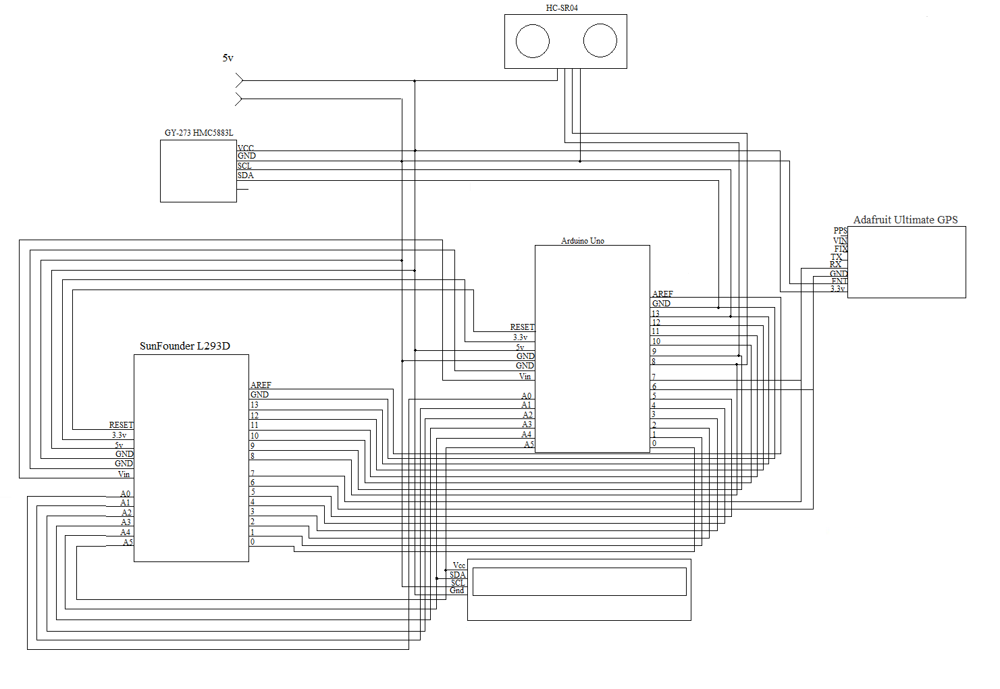 HC-SR04
5v
GY-273 HMC5883L
VCC
GND
SCL
SDA
Adafruit Ultimate GPS
PPS
VIN
FIX
TX
RX
GND
ENT
3.3v
Arduino Uno
AREF
GND
13
12
11
10
9
8
7
6
5
4
3
2
1
0
RESET
3.3v
5v
GND
GND
Vin
A0
A1
A2
A3
A4
A5
SunFounder L293D
AREF
GND
13
12
11
10
9
8
7
6
5
4
3
2
1
0
RESET
3.3v
5v
GND
GND
Vin
A0
A1
A2
A3
A4
A5
Vcc
SDA
SCL
Gnd